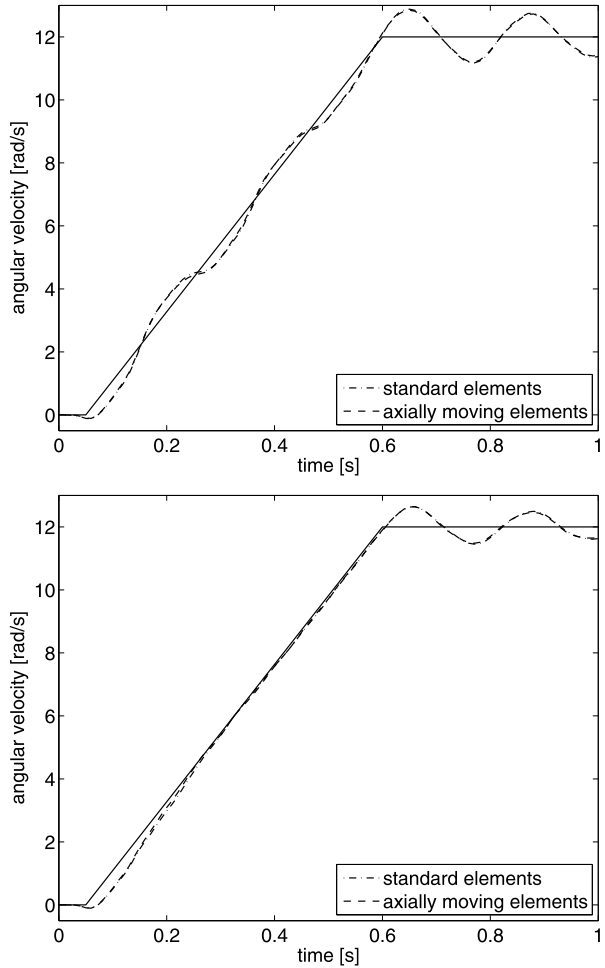 12
10
8
6
4
2
0
angular velocity [rad/s]
standard elements
axially moving elements
0 0.2 0.4 0.6 0.8 1
time [s]
12
10
8
6
4
2
0
angular velocity [rad/s]
standard elements
axially moving elements
0 0.2 0.4 0.6 0.8 1
time [s]